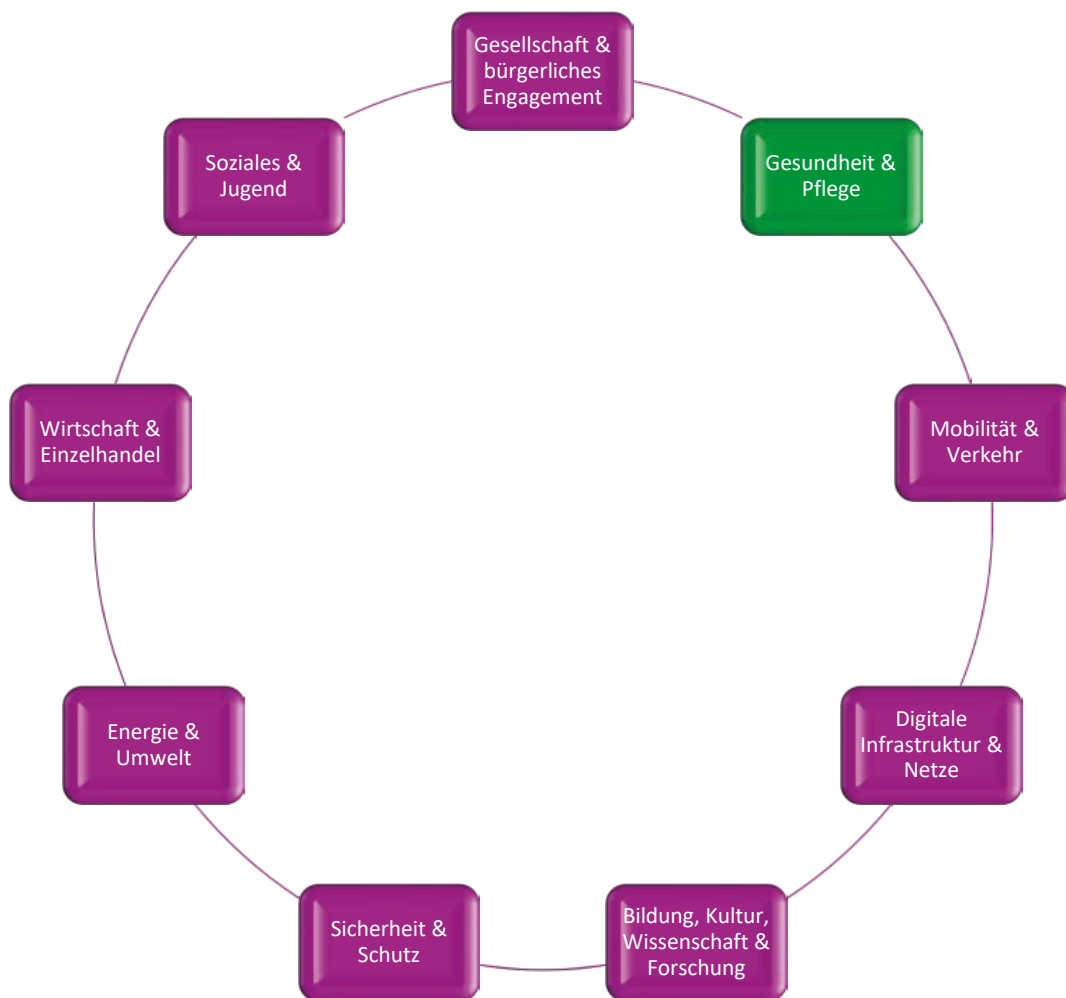 Gesellschaft &
bürgerliches
Engagement
Gesundheit &
Pflege
Mobilität &
Verkehr
Digitale
Infrastruktur &
Netze
Bildung, Kultur,
Wissenschaft &
Forschung
Sicherheit &
Schutz
Energie &
Umwelt
Wirtschaft &
Einzelhandel
Soziales &
Jugend